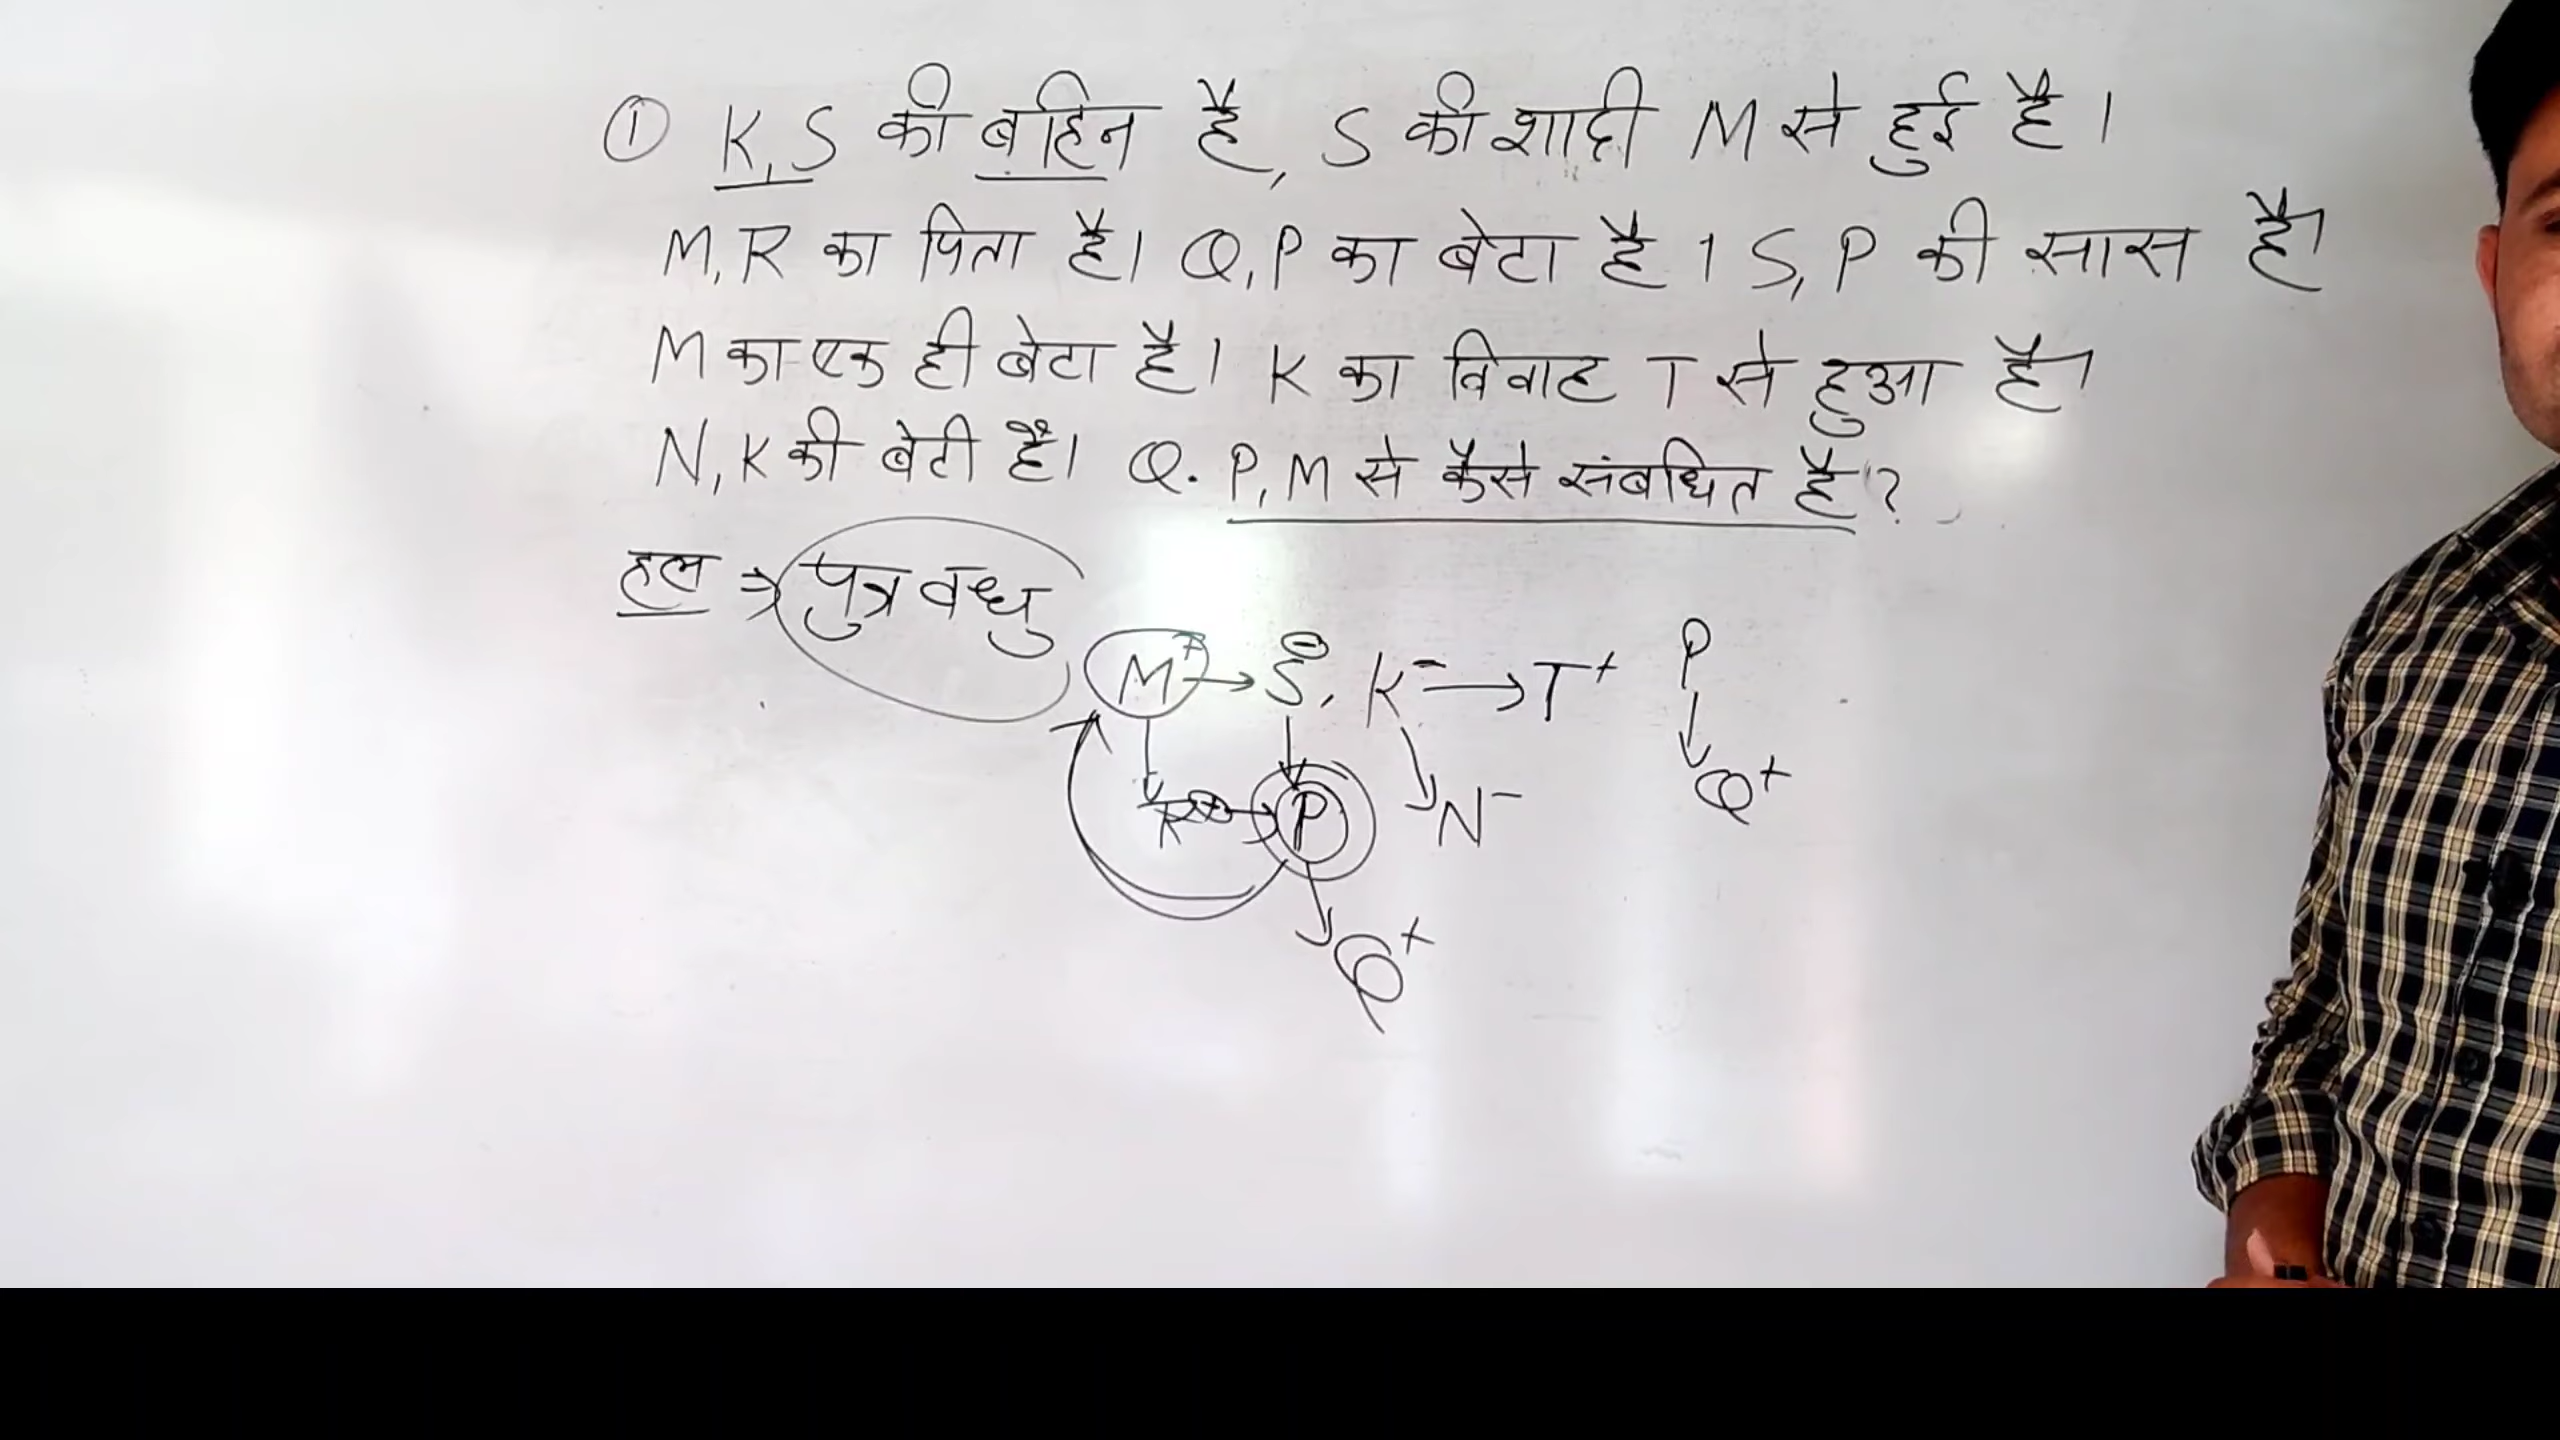 ① K,S की बहिन है, S की शादी M से हुई है।
M,R का पिता है। Q,P का बेटा है। S,P की सास है।
M का एक ही बेटा है। K का विवाह T से हुआ है।
N,K की बेटी है। Q. P,M से कैसे संबधित है?
हल ⇒ पुत्र वधु
M+ → S- , K- → T+ P
R+ → P N- Q+
Q+